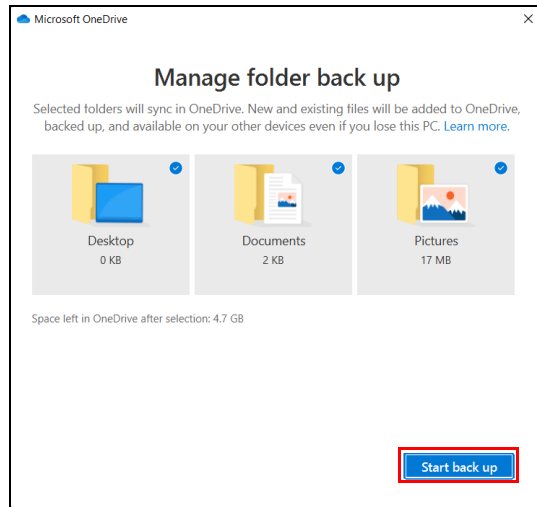 Microsoft OneDrive
Manage folder back up
Selected folders will sync in OneDrive. New and existing files will be added to OneDrive,
backed up, and available on your other devices even if you lose this PC. Learn more.
Desktop
0 KB
Documents
2 KB
Pictures
17 MB
Space left in OneDrive after selection: 4.7 GB
Start back up